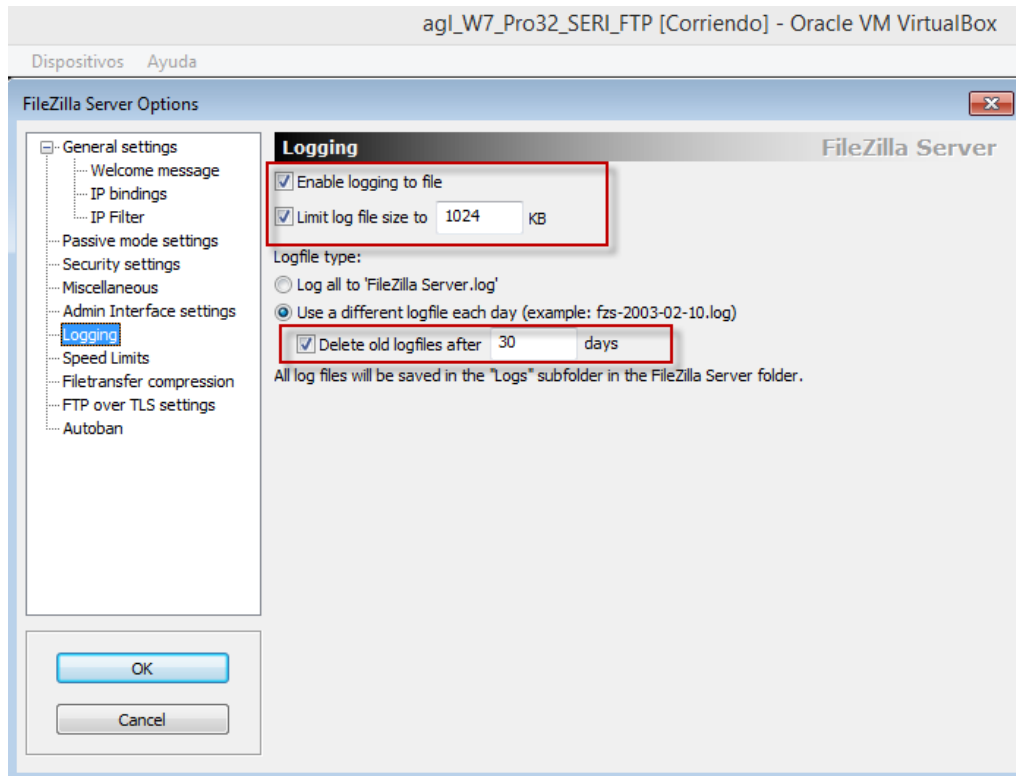 agl_W7_Pro32_SERI_FTP [Corriendo] - Oracle VM VirtualBox
Dispositivos Ayuda
FileZilla Server Options
General settings
Welcome message
IP bindings
IP Filter
Passive mode settings
Security settings
Miscellaneous
Admin Interface settings
Logging
Speed Limits
Filetransfer compression
FTP over TLS settings
Autoban
Logging FileZilla Server
Enable logging to file
Limit log file size to 1024 KB
Logfile type:
Log all to 'FileZilla Server.log'
Use a different logfile each day (example: fzs-2003-02-10.log)
Delete old logfiles after 30 days
All log files will be saved in the "Logs" subfolder in the FileZilla Server folder.
OK
Cancel